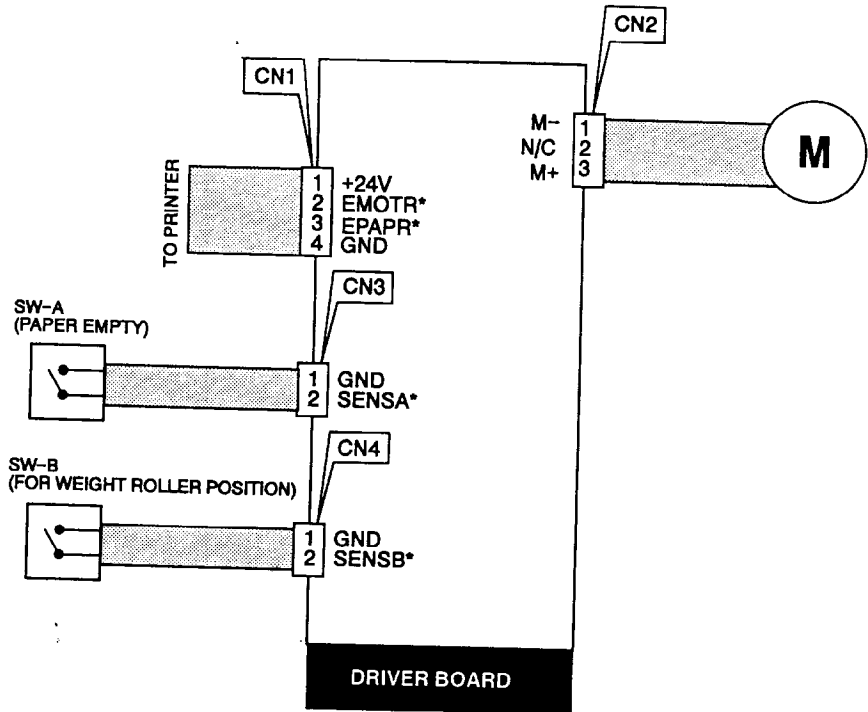 CN2
CN1
M-
N/C
M+
1
2
3
M
TO PRINTER
1 +24V
2 EMOTR*
3 EPAPR*
4 GND
CN3
SW-A
(PAPER EMPTY)
1 GND
2 SENSA*
CN4
SW-B
(FOR WEIGHT ROLLER POSITION)
1 GND
2 SENSB*
DRIVER BOARD